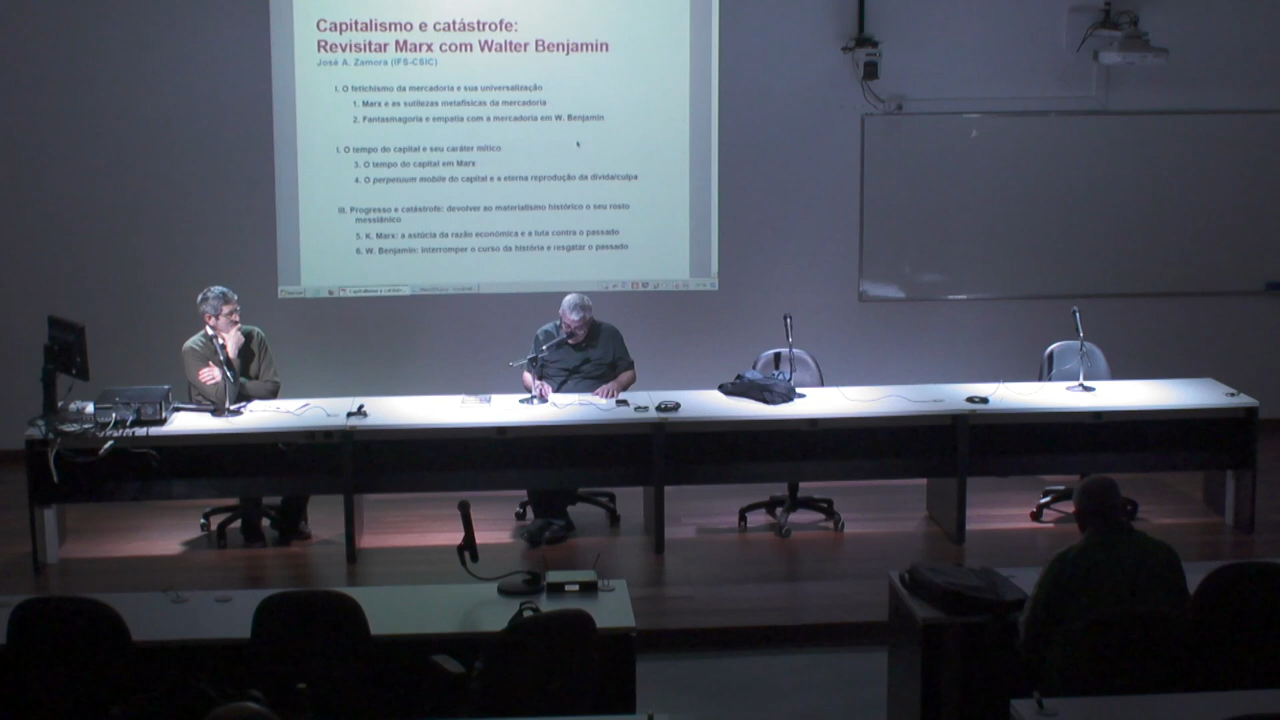 Capitalismo e catástrofe:
Revisitar Marx com Walter Benjamin
José A. Zamora (IFS-CSIC)
I. O fetichismo da mercadoria e sua universalização
1. Marx e as sutilezas metafísicas da mercadoria
2. Fantasmagoria e empatia com a mercadoria em W. Benjamin
I. O tempo do capital e seu caráter mítico
3. O tempo do capital em Marx
4. O perpetuum mobile do capital e a eterna reprodução da dívida/culpa
III. Progresso e catástrofe: devolver ao materialismo histórico o seu rosto
messiânico
5. K. Marx: a astúcia da razão econômica e a luta contra o passado
6. W. Benjamin: interromper o curso da história e resgatar o passado